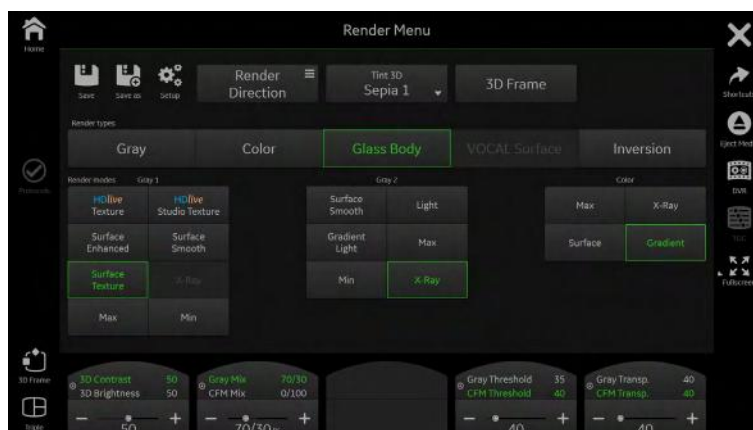 Render Menu
Home
Save
Save as
Setup
Render
Direction
Tint 3D
Sepia 1
3D Frame
Shortcuts
Render types:
Gray
Color
Glass Body
VOCAL Surface
Inversion
Eject Medi
Protocols
DVR
TGC
Fullscreen
Render modes
Gray 1
Gray 2
Color
HDlive
Texture
HDlive
Studio Texture
Surface
Enhanced
Surface
Smooth
Surface
Texture
X-Ray
Max
Min
Surface
Smooth
Light
Gradient
Light
Max
Min
X-Ray
Max
X-Ray
Surface
Gradient
3D Frame
Triple
3D Contrast 50
3D Brightness 50
− 50 +
Gray Mix 70/30
CFM Mix 0/100
− 70/30~ +
Gray Threshold 35
CFM Threshold 40
− 40 +
Gray Transp. 40
CFM Transp. 40
− 40 +